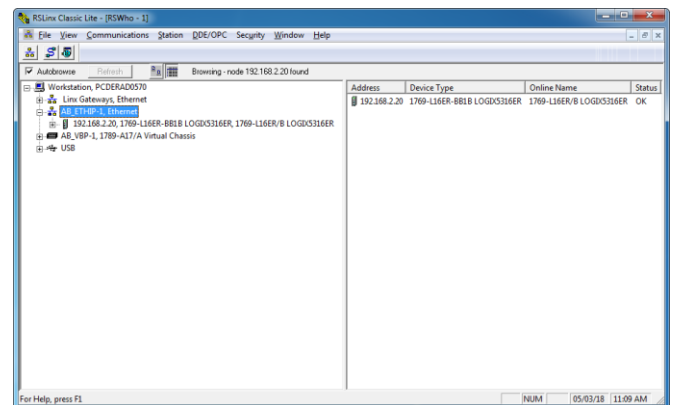 RSLinx Classic Lite - [RSWho - 1]
File View Communications Station DDE/OPC Security Window Help
Autobrowse Refresh Browsing - node 192.168.2.20 found
Workstation, PCDERAD0570
Linx Gateways, Ethernet
AB_ETHIP-1, Ethernet
192.168.2.20, 1769-L16ER-BB1B LOGIX5316ER, 1769-L16ER/B LOGIX5316ER
AB_VBP-1, 1789-A17/A Virtual Chassis
USB
Address Device Type Online Name Status
192.168.2.20 1769-L16ER-BB1B LOGIX5316ER 1769-L16ER/B LOGIX5316ER OK
For Help, press F1 NUM 05/03/18 11:09 AM